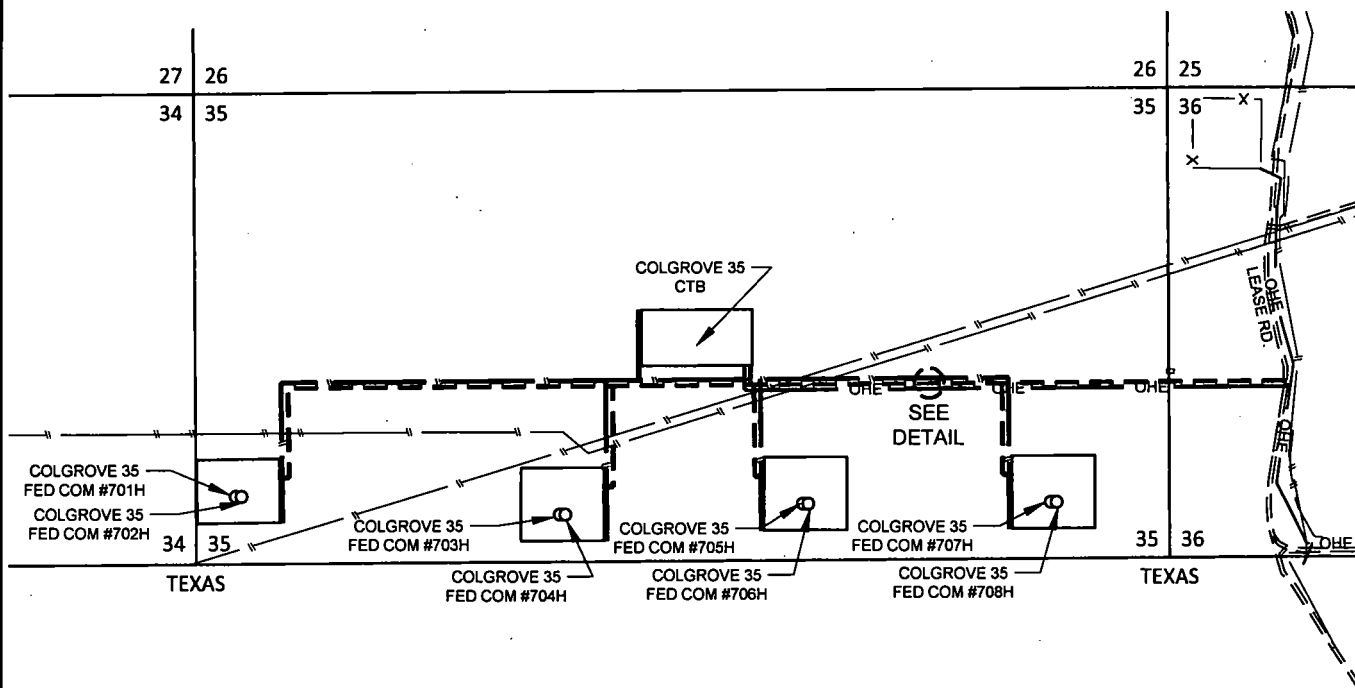 27 26
26 25
34 35
35 36
X
X
COLGROVE 35
CTB
OHE
LEASE RD.
OHE
OHE
OHE
SEE
DETAIL
OHE
COLGROVE 35
FED COM #701H
COLGROVE 35
FED COM #702H
COLGROVE 35
FED COM #703H
COLGROVE 35
FED COM #705H
COLGROVE 35
FED COM #707H
34 35
35 36
OHE
TEXAS
COLGROVE 35
FED COM #704H
COLGROVE 35
FED COM #706H
COLGROVE 35
FED COM #708H
TEXAS